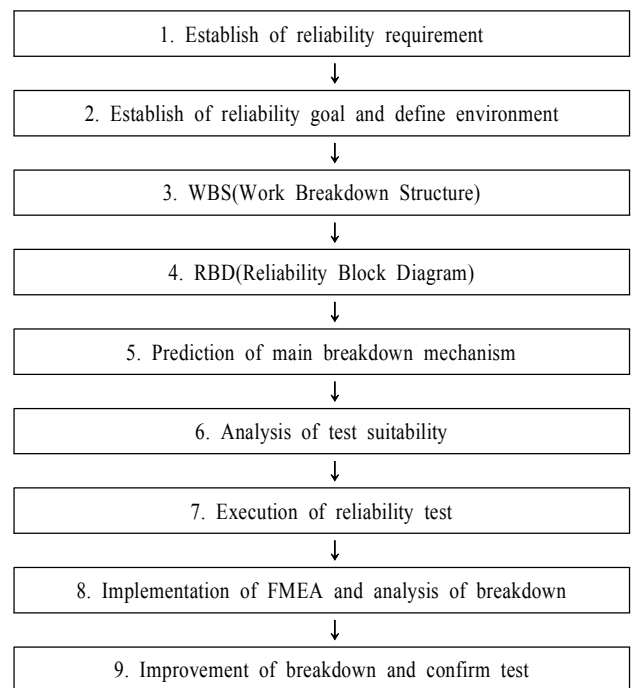 1. Establish of reliability requirement
2. Establish of reliability goal and define environment
3. WBS(Work Breakdown Structure)
4. RBD(Reliability Block Diagram)
5. Prediction of main breakdown mechanism
6. Analysis of test suitability
7. Execution of reliability test
8. Implementation of FMEA and analysis of breakdown
9. Improvement of breakdown and confirm test